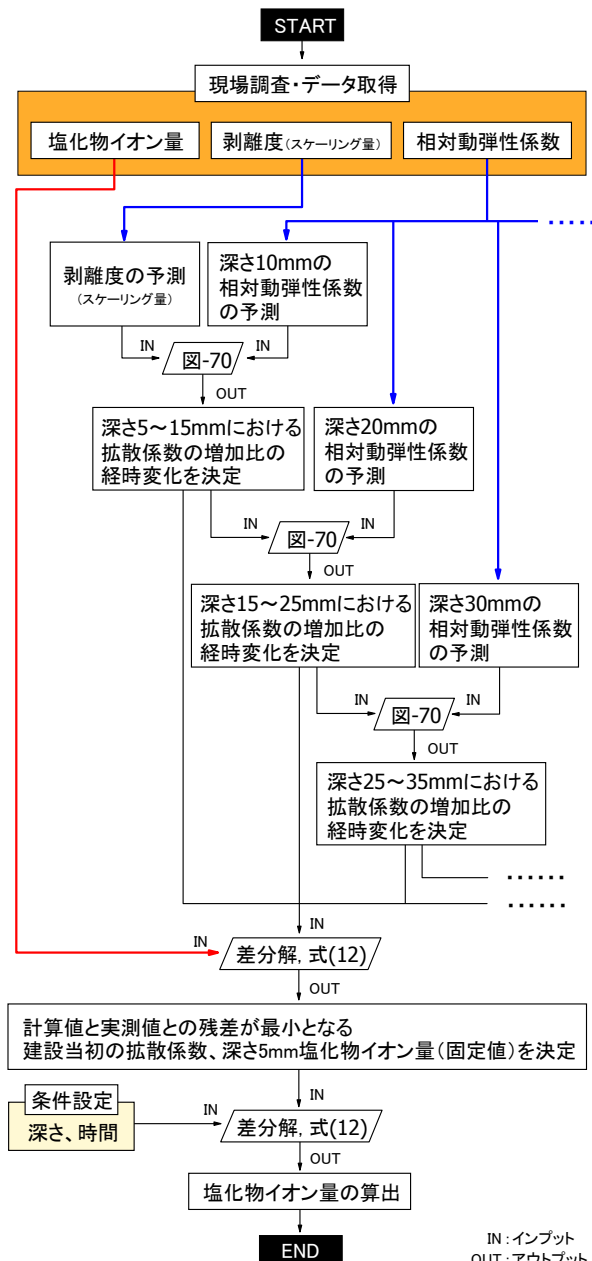 START
現場調査・データ取得
塩化物イオン量
剥離度(スケーリング量)
相対動弾性係数
剥離度の予測
(スケーリング量)
深さ10mmの
相対動弾性係数
の予測
IN
IN
図-70
OUT
深さ5～15mmにおける
拡散係数の増加比の
経時変化を決定
深さ20mmの
相対動弾性係数
の予測
IN
IN
図-70
OUT
深さ15～25mmにおける
拡散係数の増加比の
経時変化を決定
深さ30mmの
相対動弾性係数
の予測
IN
IN
図-70
OUT
深さ25～35mmにおける
拡散係数の増加比の
経時変化を決定
IN
IN
差分解, 式(12)
OUT
計算値と実測値との残差が最小となる
建設当初の拡散係数、深さ5mm塩化物イオン量(固定値)を決定
条件設定
深さ、時間
IN
IN
差分解, 式(12)
OUT
塩化物イオン量の算出
END
IN : インプット
OUT : アウトプット